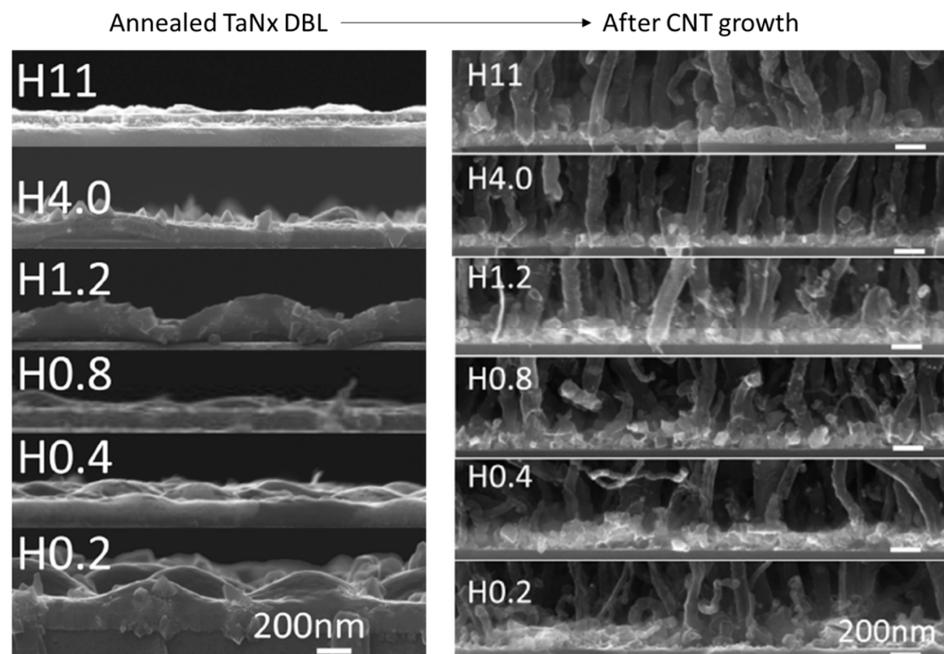 Annealed TaNx DBL
After CNT growth
H11
H4.0
H1.2
H0.8
H0.4
H0.2
200nm
H11
H4.0
H1.2
H0.8
H0.4
H0.2
200nm